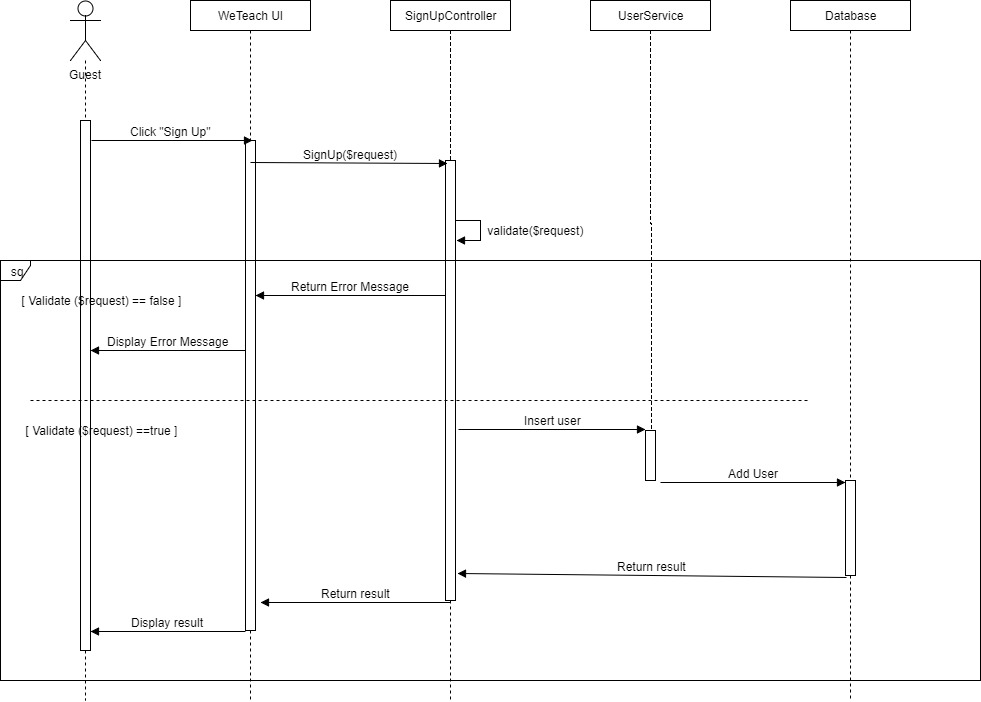 WeTeach UI
SignUpController
UserService
Database
Guest
Click "Sign Up"
SignUp($request)
validate($request)
sq
[ Validate ($request) == false ]
Return Error Message
Display Error Message
[ Validate ($request) ==true ]
Insert user
Add User
Return result
Return result
Display result